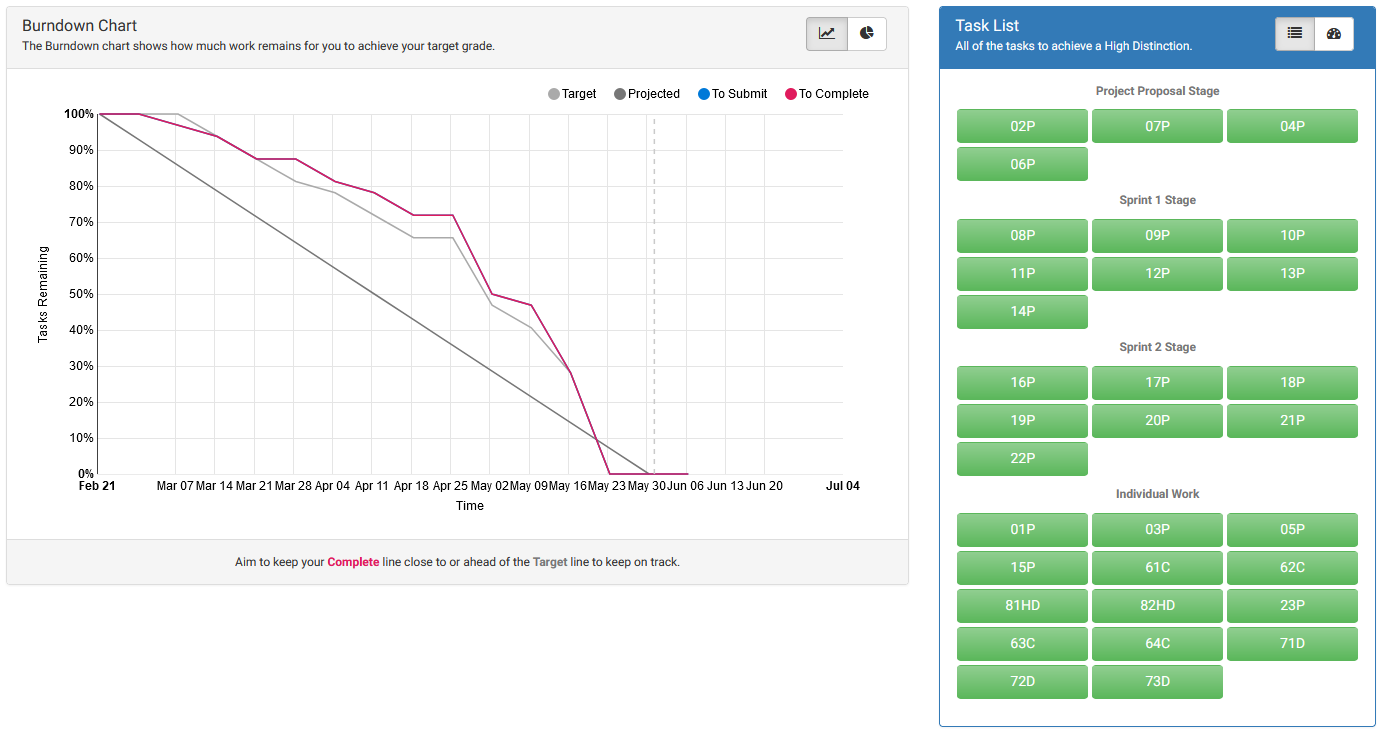 Burndown Chart
The Burndown chart shows how much work remains for you to achieve your target grade.
Target Projected To Submit To Complete
100%
90%
80%
70%
60%
50%
40%
30%
20%
10%
0%
Tasks Remaining
Feb 21 Mar 07 Mar 14 Mar 21 Mar 28 Apr 04 Apr 11 Apr 18 Apr 25 May 02 May 09 May 16 May 23 May 30 Jun 06 Jun 13 Jun 20 Jul 04
Time
Aim to keep your Complete line close to or ahead of the Target line to keep on track.
Task List
All of the tasks to achieve a High Distinction.
Project Proposal Stage
02P 07P 04P
06P
Sprint 1 Stage
08P 09P 10P
11P 12P 13P
14P
Sprint 2 Stage
16P 17P 18P
19P 20P 21P
22P
Individual Work
01P 03P 05P
15P 61C 62C
81HD 82HD 23P
63C 64C 71D
72D 73D